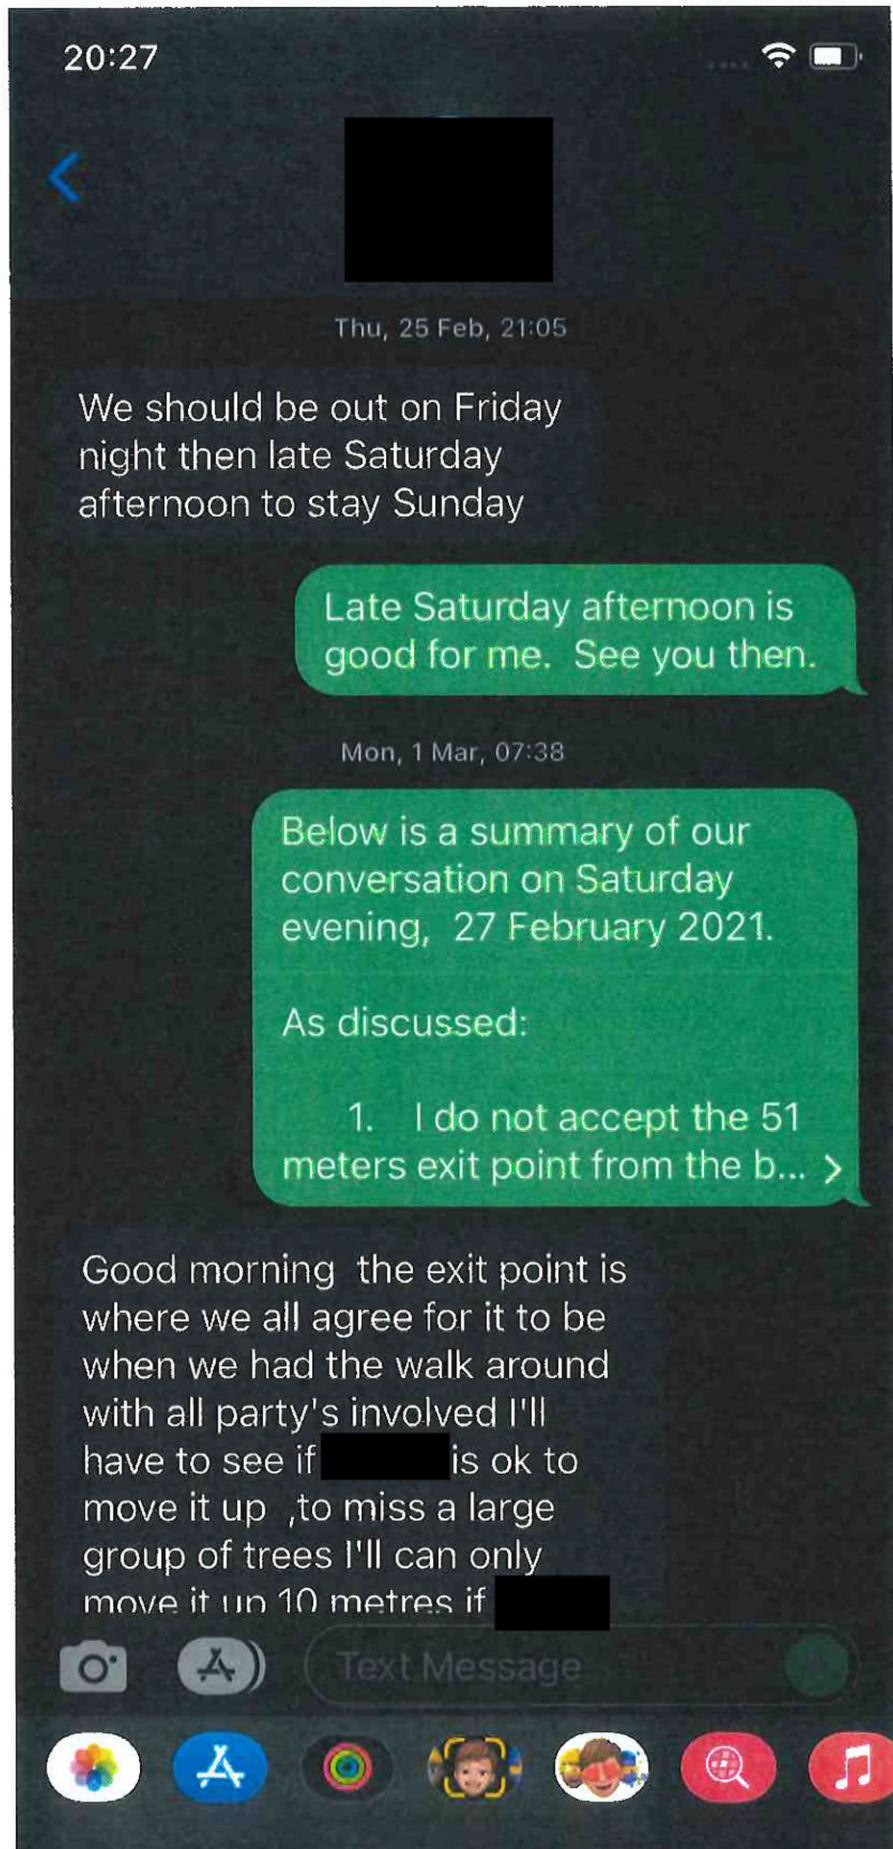 20:27
Thu, 25 Feb, 21:05
We should be out on Friday
night then late Saturday
afternoon to stay Sunday
Late Saturday afternoon is
good for me.  See you then.
Mon, 1 Mar, 07:38
Below is a summary of our
conversation on Saturday
evening,  27 February 2021.
As discussed:
1.   I do not accept the 51
meters exit point from the b... >
Good morning  the exit point is
where we all agree for it to be
when we had the walk around
with all party's involved I'll
have to see if is ok to
move it up  ,to miss a large
group of trees I'll can only
move it up 10 metres if
Text Message